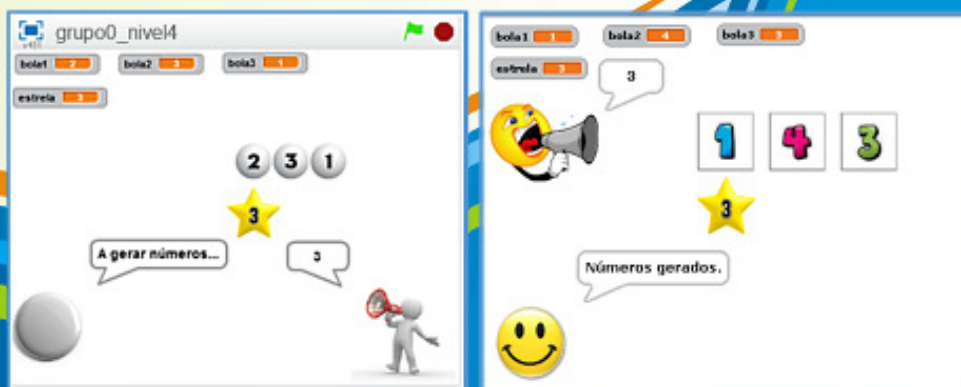 grupo0_nivel4
v451
bola1 2
bola2 3
bola3 1
estrela 3
2 3 1
3
A gerar números...
3
bola1 1
bola2 4
bola3 3
estrela 3
3
1 4 3
3
Números gerados.